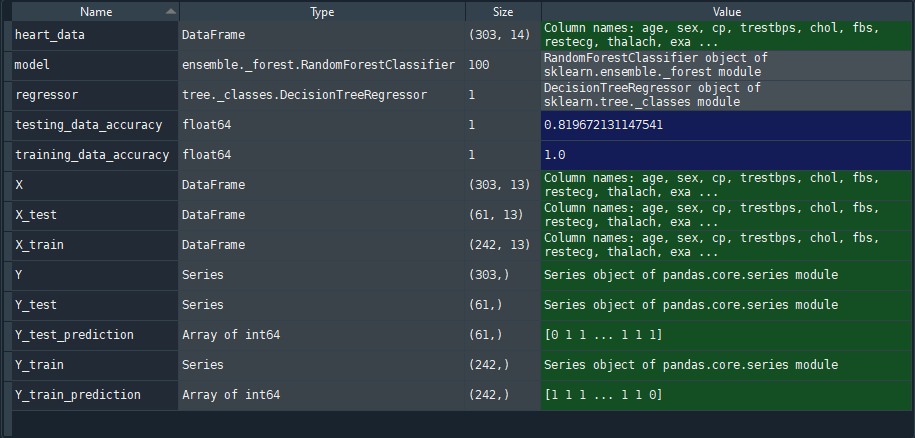 Name Type Size Value
heart_data DataFrame (303, 14) Column names: age, sex, cp, trestbps, chol, fbs,
restecg, thalach, exa ...
model ensemble._forest.RandomForestClassifier 100 RandomForestClassifier object of
sklearn.ensemble._forest module
regressor tree._classes.DecisionTreeRegressor 1 DecisionTreeRegressor object of
sklearn.tree._classes module
testing_data_accuracy float64 1 0.819672131147541
training_data_accuracy float64 1 1.0
X DataFrame (303, 13) Column names: age, sex, cp, trestbps, chol, fbs,
restecg, thalach, exa ...
X_test DataFrame (61, 13) Column names: age, sex, cp, trestbps, chol, fbs,
restecg, thalach, exa ...
X_train DataFrame (242, 13) Column names: age, sex, cp, trestbps, chol, fbs,
restecg, thalach, exa ...
Y Series (303,) Series object of pandas.core.series module
Y_test Series (61,) Series object of pandas.core.series module
Y_test_prediction Array of int64 (61,) [0 1 1 ... 1 1 1]
Y_train Series (242,) Series object of pandas.core.series module
Y_train_prediction Array of int64 (242,) [1 1 1 ... 1 1 0]